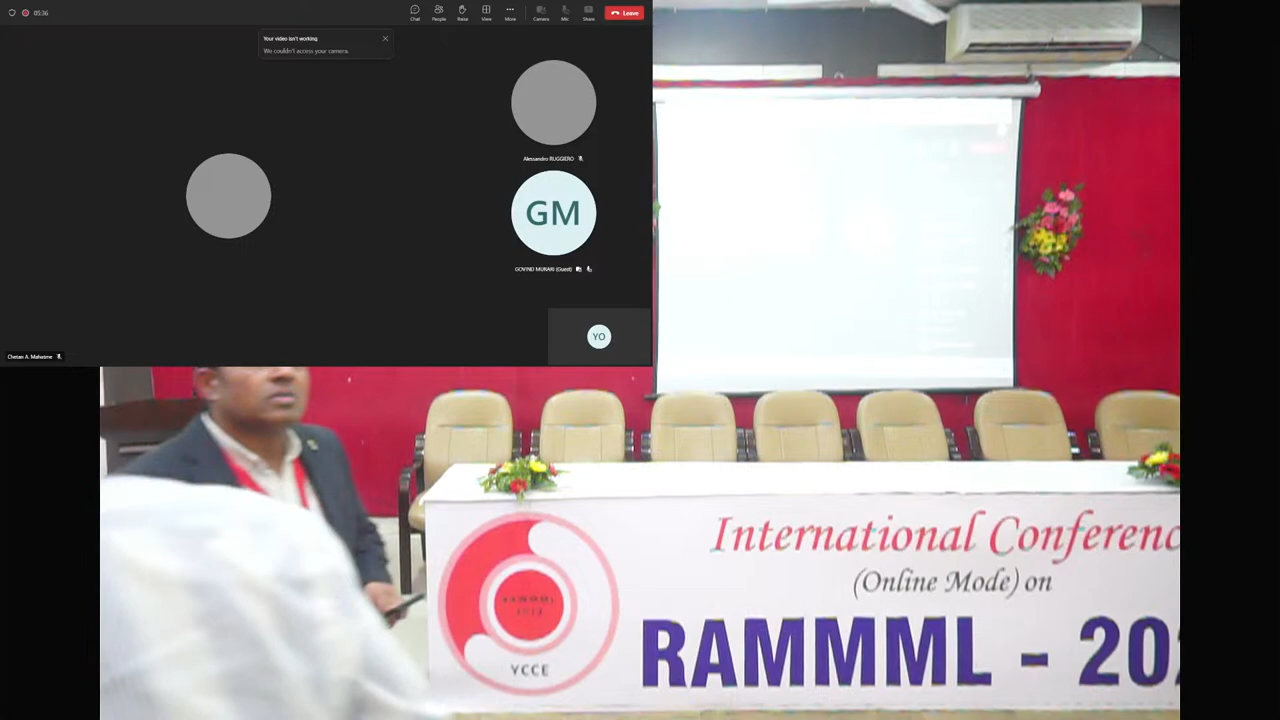 05:36
Chat People Raise View More Camera Mic Share Leave
Your video isn't working
We couldn't access your camera.
Alessandro RUGGIERO
GM
GOVIND MURARI (Guest)
YO
Chetan A. Mahatme
International Conferenc
(Online Mode) on
RAMMML - 202
YCCE